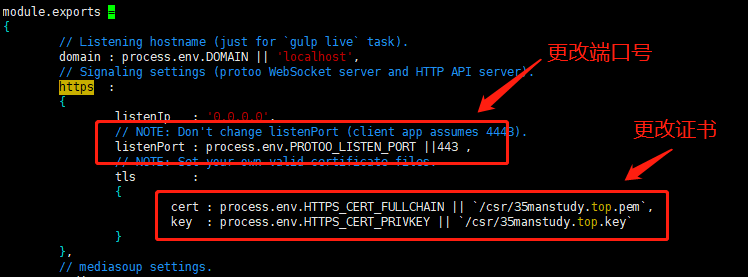 module.exports =
{
// Listening hostname (just for `gulp live` task).
domain : process.env.DOMAIN || 'localhost',
更改端口号
// Signaling settings (protoo WebSocket server and HTTP API server).
https :
{
listenIp : '0.0.0.0',
更改证书
// NOTE: Don't change listenPort (client app assumes 4443).
listenPort : process.env.PROTOO_LISTEN_PORT ||443 ,
// NOTE: Set your own valid certificate files.
tls :
{
cert : process.env.HTTPS_CERT_FULLCHAIN || `/csr/35manstudy.top.pem`,
key : process.env.HTTPS_CERT_PRIVKEY || `/csr/35manstudy.top.key`
}
},
// mediasoup settings.